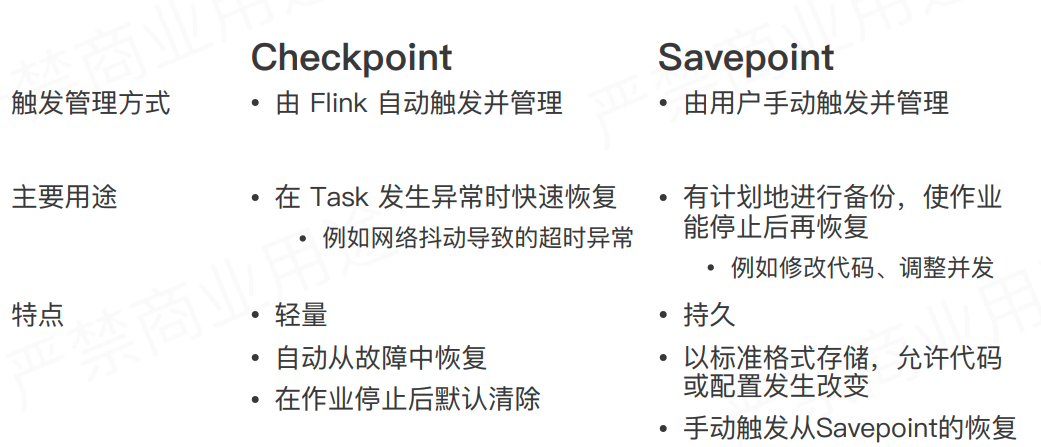 Checkpoint Savepoint
触发管理方式 • 由 Flink 自动触发并管理 • 由用户手动触发并管理
主要用途 • 在 Task 发生异常时快速恢复 • 有计划地进行备份，使作业
能停止后再恢复
• 例如网络抖动导致的超时异常
• 例如修改代码、调整并发
特点 • 轻量 • 持久
• 自动从故障中恢复 • 以标准格式存储，允许代码
或配置发生改变
• 在作业停止后默认清除
• 手动触发从Savepoint的恢复
严禁商业用途